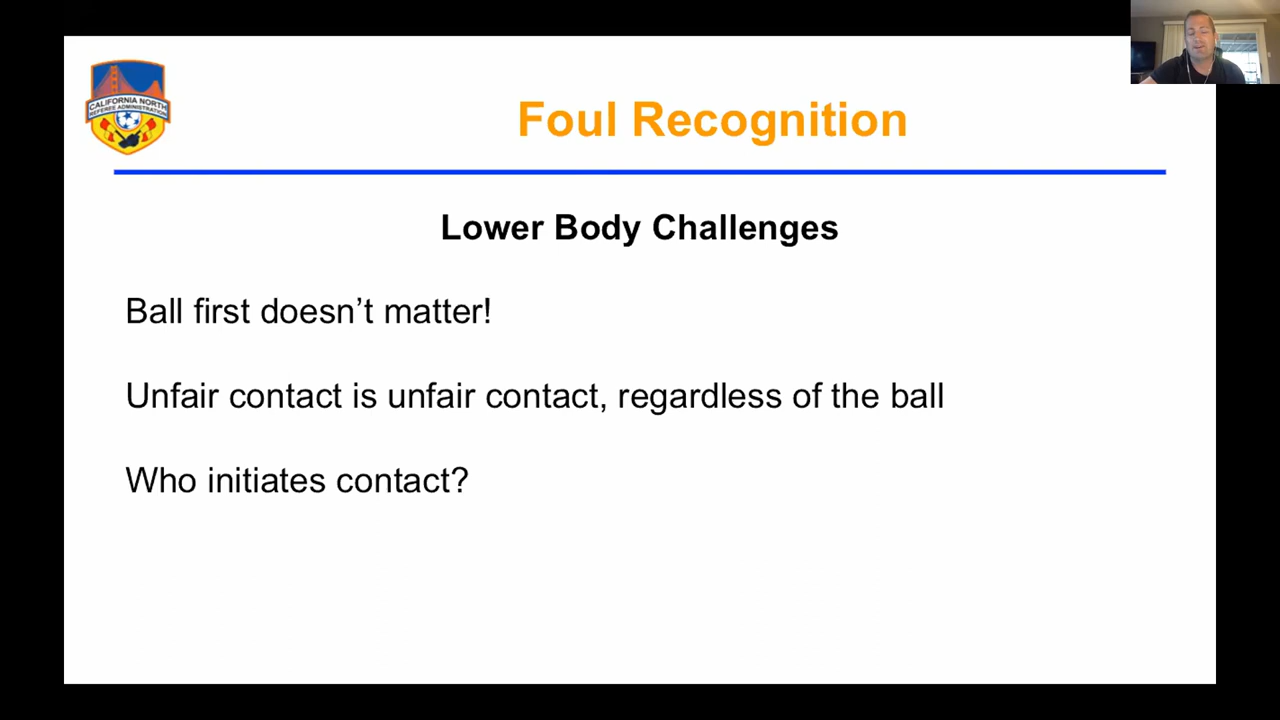 CALIFORNIA NORTH
REFEREE ADMINISTRATION
Foul Recognition
Lower Body Challenges
Ball first doesn’t matter!
Unfair contact is unfair contact, regardless of the ball
Who initiates contact?